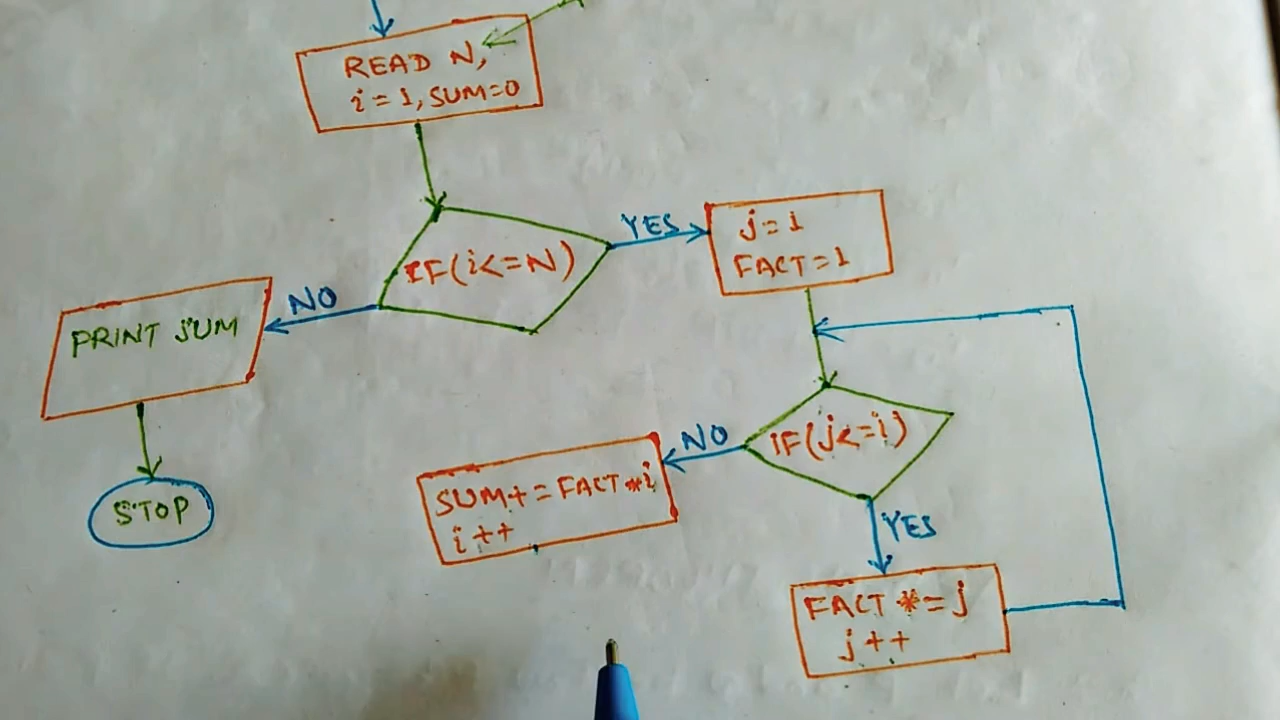 READ N,
i = 1, SUM=0
IF(i<=N)
YES
j=1
FACT=1
NO
PRINT SUM
STOP
IF(j<=i)
NO
SUM+=FACT*i
i++
YES
FACT *= j
j++